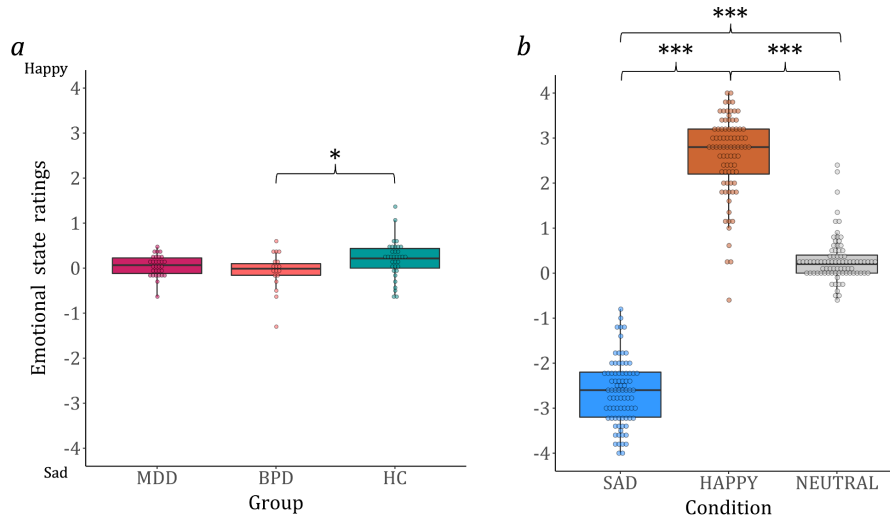 a
Happy
4
3
2
1
0
-1
-2
-3
-4
Sad
Emotional state ratings
*
MDD BPD HC
Group
b
***
*** ***
4
3
2
1
0
-1
-2
-3
-4
SAD HAPPY NEUTRAL
Condition